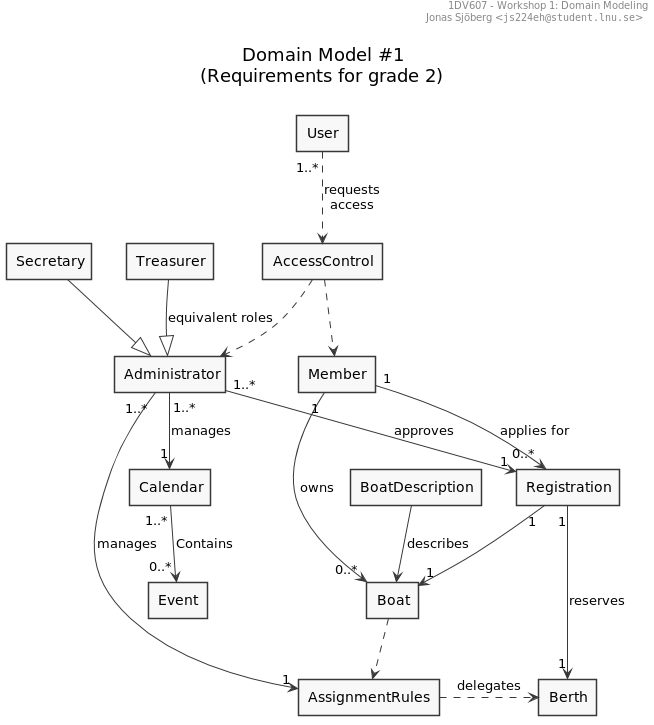 1DV607 - Workshop 1: Domain Modeling
Jonas Sjöberg <js224eh@student.lnu.se>
Domain Model #1
(Requirements for grade 2)
User
1..*
requests
access
Secretary
Treasurer
AccessControl
equivalent roles
Administrator
Member
1..*
1
1..*
1..*
1
manages
approves
applies for
1
1
0..*
Calendar
BoatDescription
Registration
owns
1..*
1
1
manages
Contains
describes
0..*
0..*
1
Event
Boat
reserves
1
1
delegates
AssignmentRules
Berth